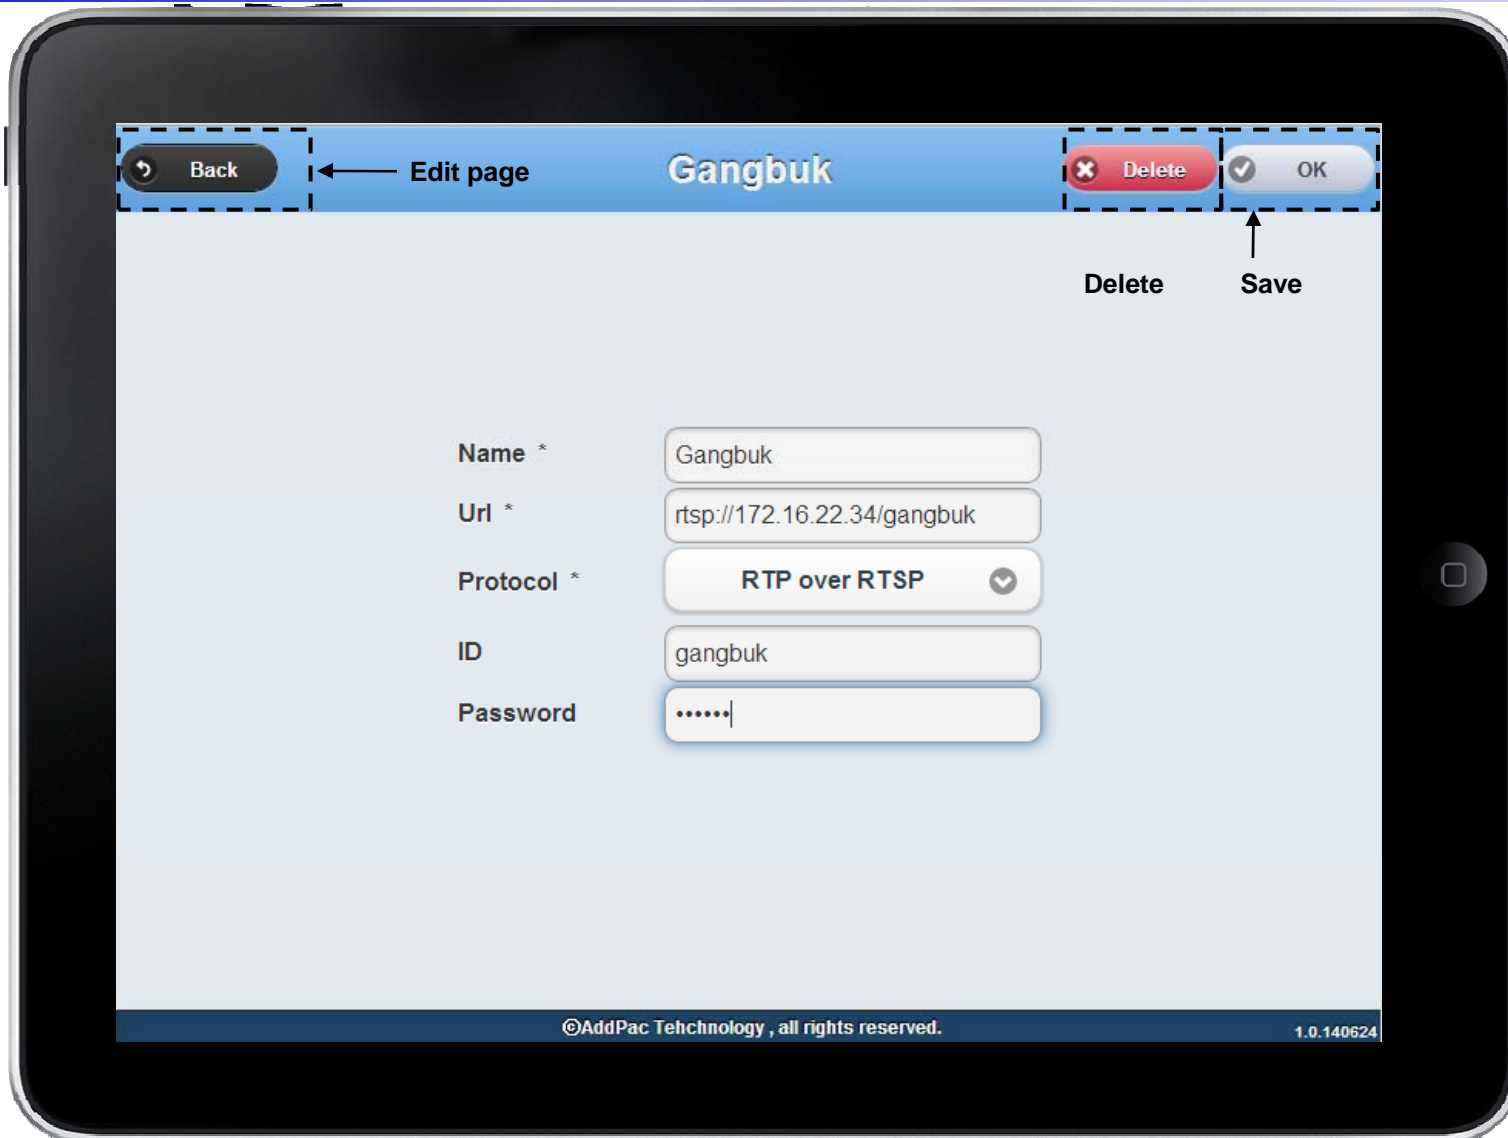 Back
Edit page
Gangbuk
Delete
OK
Delete
Save
Name *
Gangbuk
Url *
rtsp://172.16.22.34/gangbuk
Protocol *
RTP over RTSP
ID
gangbuk
Password
••••••
©AddPac Tehchnology , all rights reserved.
1.0.140624